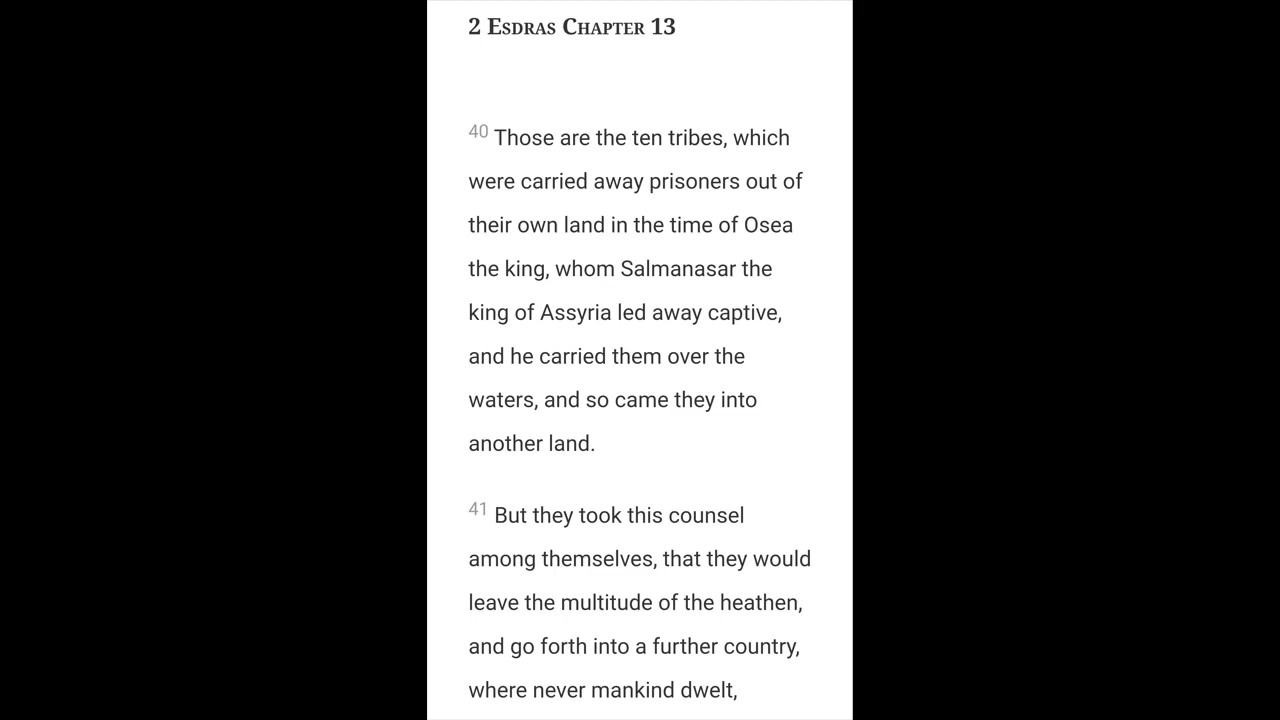 2 Esdras Chapter 13
40 Those are the ten tribes, which
were carried away prisoners out of
their own land in the time of Osea
the king, whom Salmanasar the
king of Assyria led away captive,
and he carried them over the
waters, and so came they into
another land.
41 But they took this counsel
among themselves, that they would
leave the multitude of the heathen,
and go forth into a further country,
where never mankind dwelt,